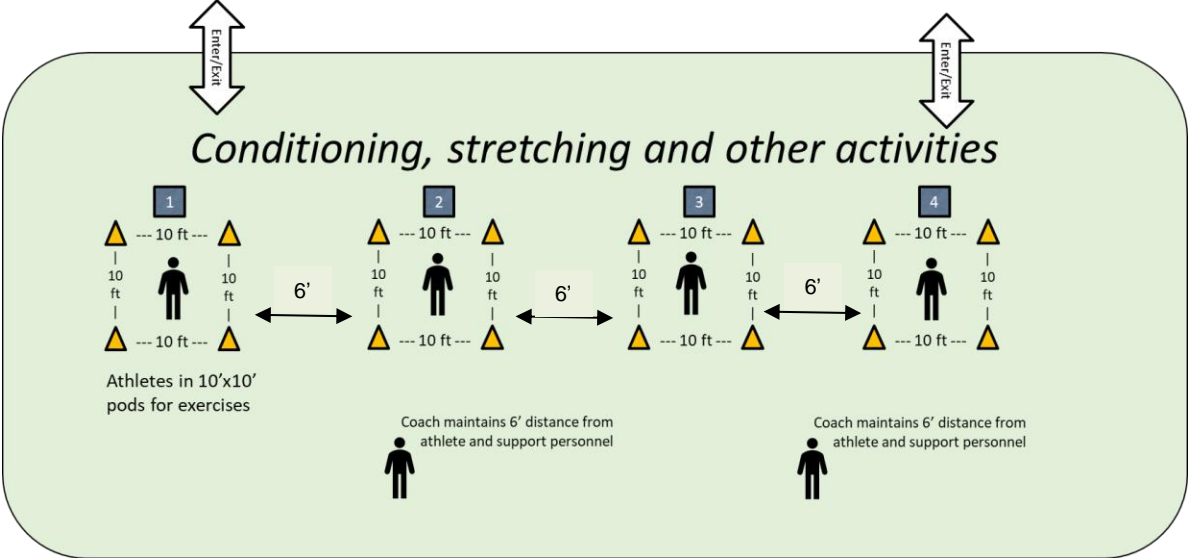 Enter/Exit
Enter/Exit
Conditioning, stretching and other activities
1
2
3
4
--- 10 ft ---
--- 10 ft ---
--- 10 ft ---
--- 10 ft ---
10
ft
10
ft
6’
10
ft
10
ft
6’
10
ft
10
ft
6’
10
ft
10
ft
--- 10 ft ---
--- 10 ft ---
--- 10 ft ---
--- 10 ft ---
Athletes in 10’x10’
pods for exercises
Coach maintains 6’ distance from
athlete and support personnel
Coach maintains 6’ distance from
athlete and support personnel